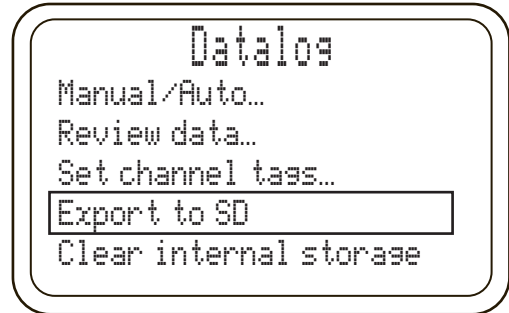 Datalog
Manual/Auto...
Review data...
Set channel tags...
Export to SD
Clear internal storage